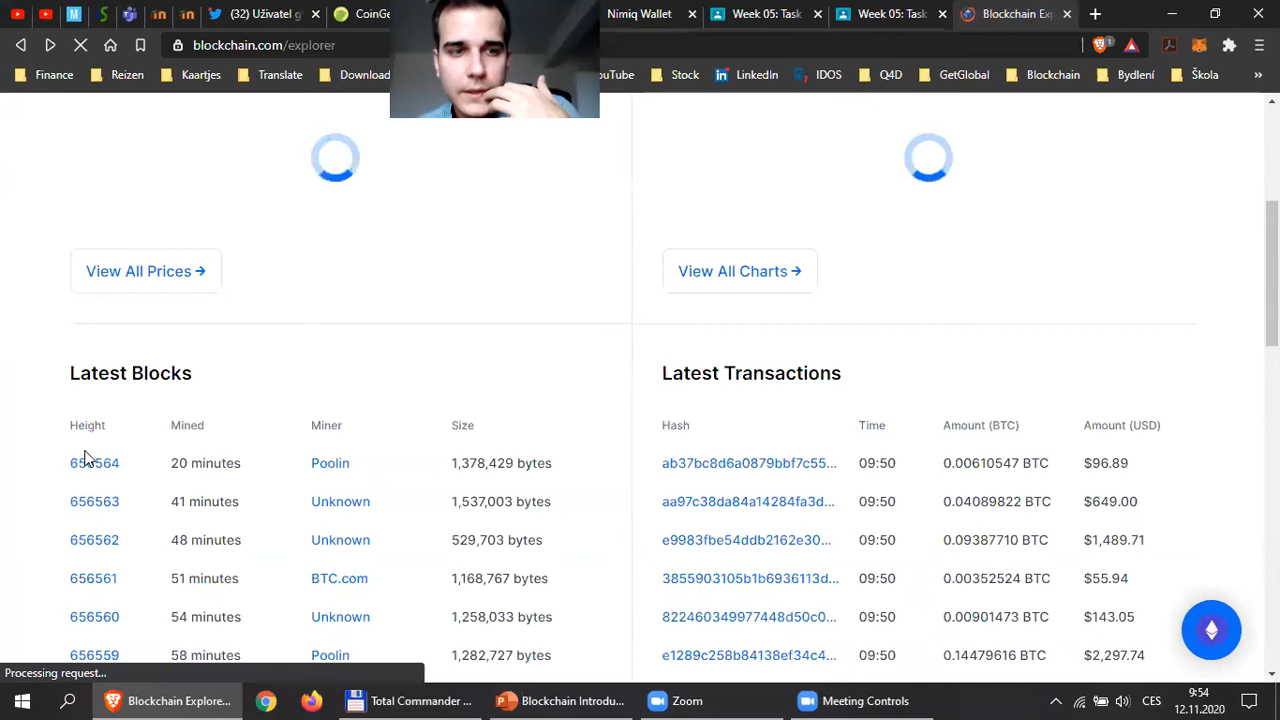 (32) Uživatel g
CoinGe
Nimiq Wallet
Week 05: Task
Week 05: Task
Blockchain Exp
blockchain.com/explorer
Finance
Reizen
Kaartjes
Translate
Download
YouTube
Stock
LinkedIn
IDOS
Q4D
GetGlobal
Blockchain
Bydlení
Škola
View All Prices →
View All Charts →
Latest Blocks
Height Mined Miner Size
656564 20 minutes Poolin 1,378,429 bytes
656563 41 minutes Unknown 1,537,003 bytes
656562 48 minutes Unknown 529,703 bytes
656561 51 minutes BTC.com 1,168,767 bytes
656560 54 minutes Unknown 1,258,033 bytes
656559 58 minutes Poolin 1,282,727 bytes
Latest Transactions
Hash Time Amount (BTC) Amount (USD)
ab37bc8d6a0879bbf7c55... 09:50 0.00610547 BTC $96.89
aa97c38da84a14284fa3d... 09:50 0.04089822 BTC $649.00
e9983fbe54ddb2162e30... 09:50 0.09387710 BTC $1,489.71
3855903105b1b6936113d... 09:50 0.00352524 BTC $55.94
822460349977448d50c0... 09:50 0.00901473 BTC $143.05
e1289c258b84138ef34c4... 09:50 0.14479616 BTC $2,297.74
Processing request...
Blockchain Explore...
Total Commander ...
Blockchain Introdu...
Zoom
Meeting Controls
CES
9:54
12.11.2020